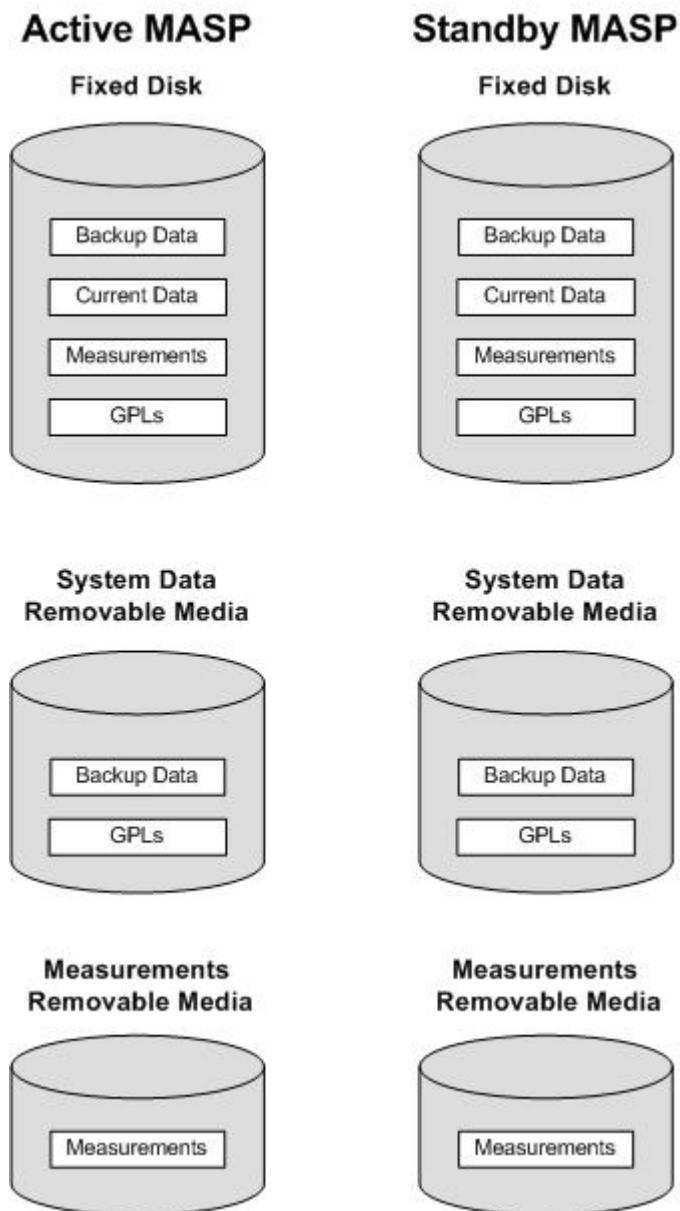 Active MASP
Standby MASP
Fixed Disk
Fixed Disk
Backup Data
Backup Data
Current Data
Current Data
Measurements
Measurements
GPLs
GPLs
System Data
Removable Media
System Data
Removable Media
Backup Data
Backup Data
GPLs
GPLs
Measurements
Removable Media
Measurements
Removable Media
Measurements
Measurements